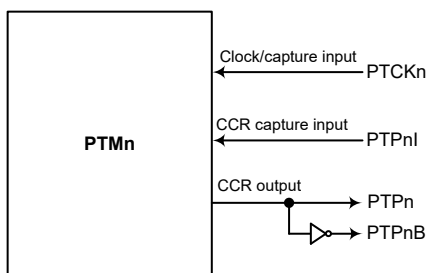 Clock/capture input
PTCKn
CCR capture input
PTPnI
PTMn
CCR output
PTPn
PTPnB